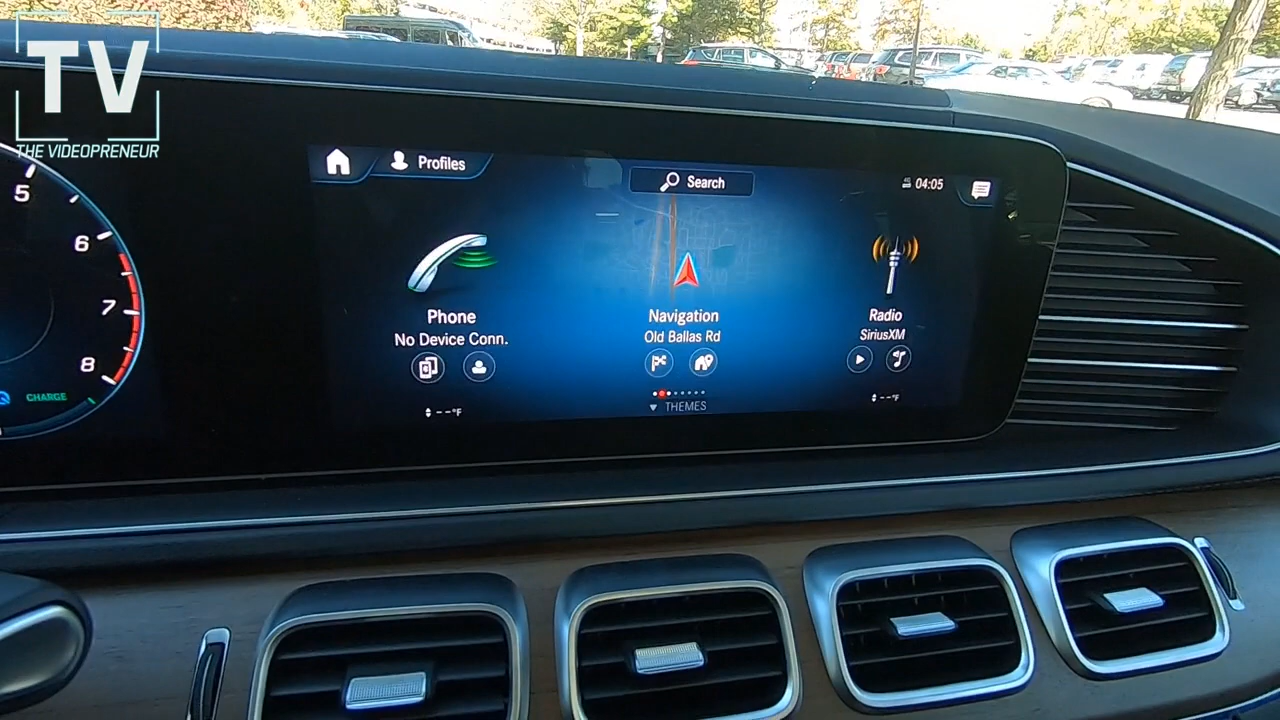 TV
THE VIDEOPRENEUR
Profiles
Search
04:05
5
6
7
8
CHARGE
Phone
No Device Conn.
Navigation
Old Ballas Rd
Radio
SiriusXM
--°F
THEMES
--°F